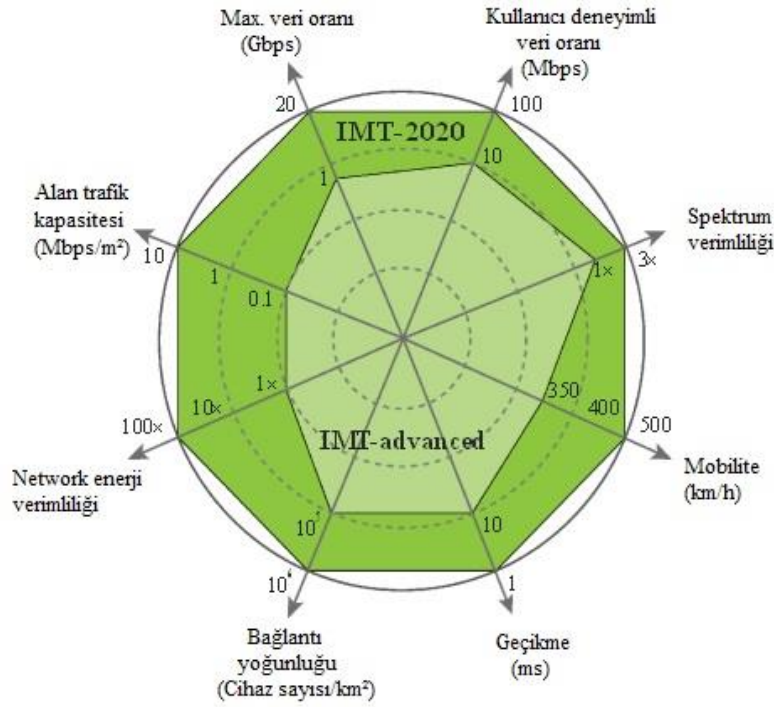 Max. veri oranı
(Gbps)
Kullanıcı deneyimli
veri oranı
(Mbps)
20
100
IMT-2020
1
10
Alan trafik
kapasitesi
(Mbps/m²)
Spektrum
verimliliği
10
1
0.1
1×
3×
1×
10×
100×
350
400
500
Network enerji
verimliliği
IMT-advanced
Mobilite
(km/h)
10
10
10
1
Bağlantı
yoğunluğu
(Cihaz sayısı/km²)
Geçikme
(ms)